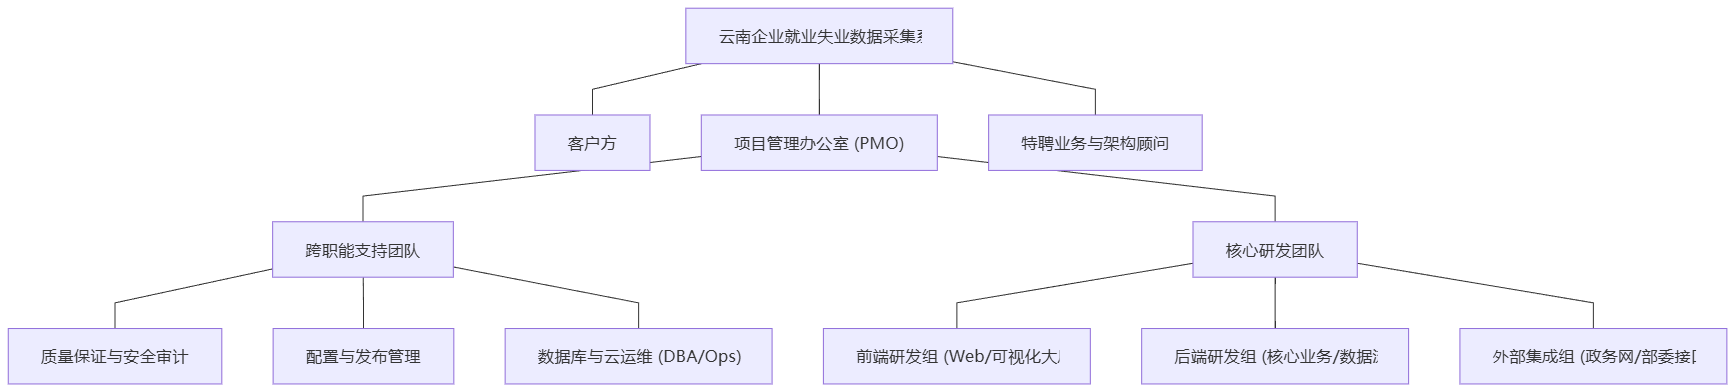 云南企业就业失业数据采集
客户方
项目管理办公室 (PMO)
特聘业务与架构顾问
跨职能支持团队
核心研发团队
质量保证与安全审计
配置与发布管理
数据库与云运维 (DBA/Ops)
前端研发组 (Web/可视化大
后端研发组 (核心业务/数据
外部集成组 (政务网/部委接